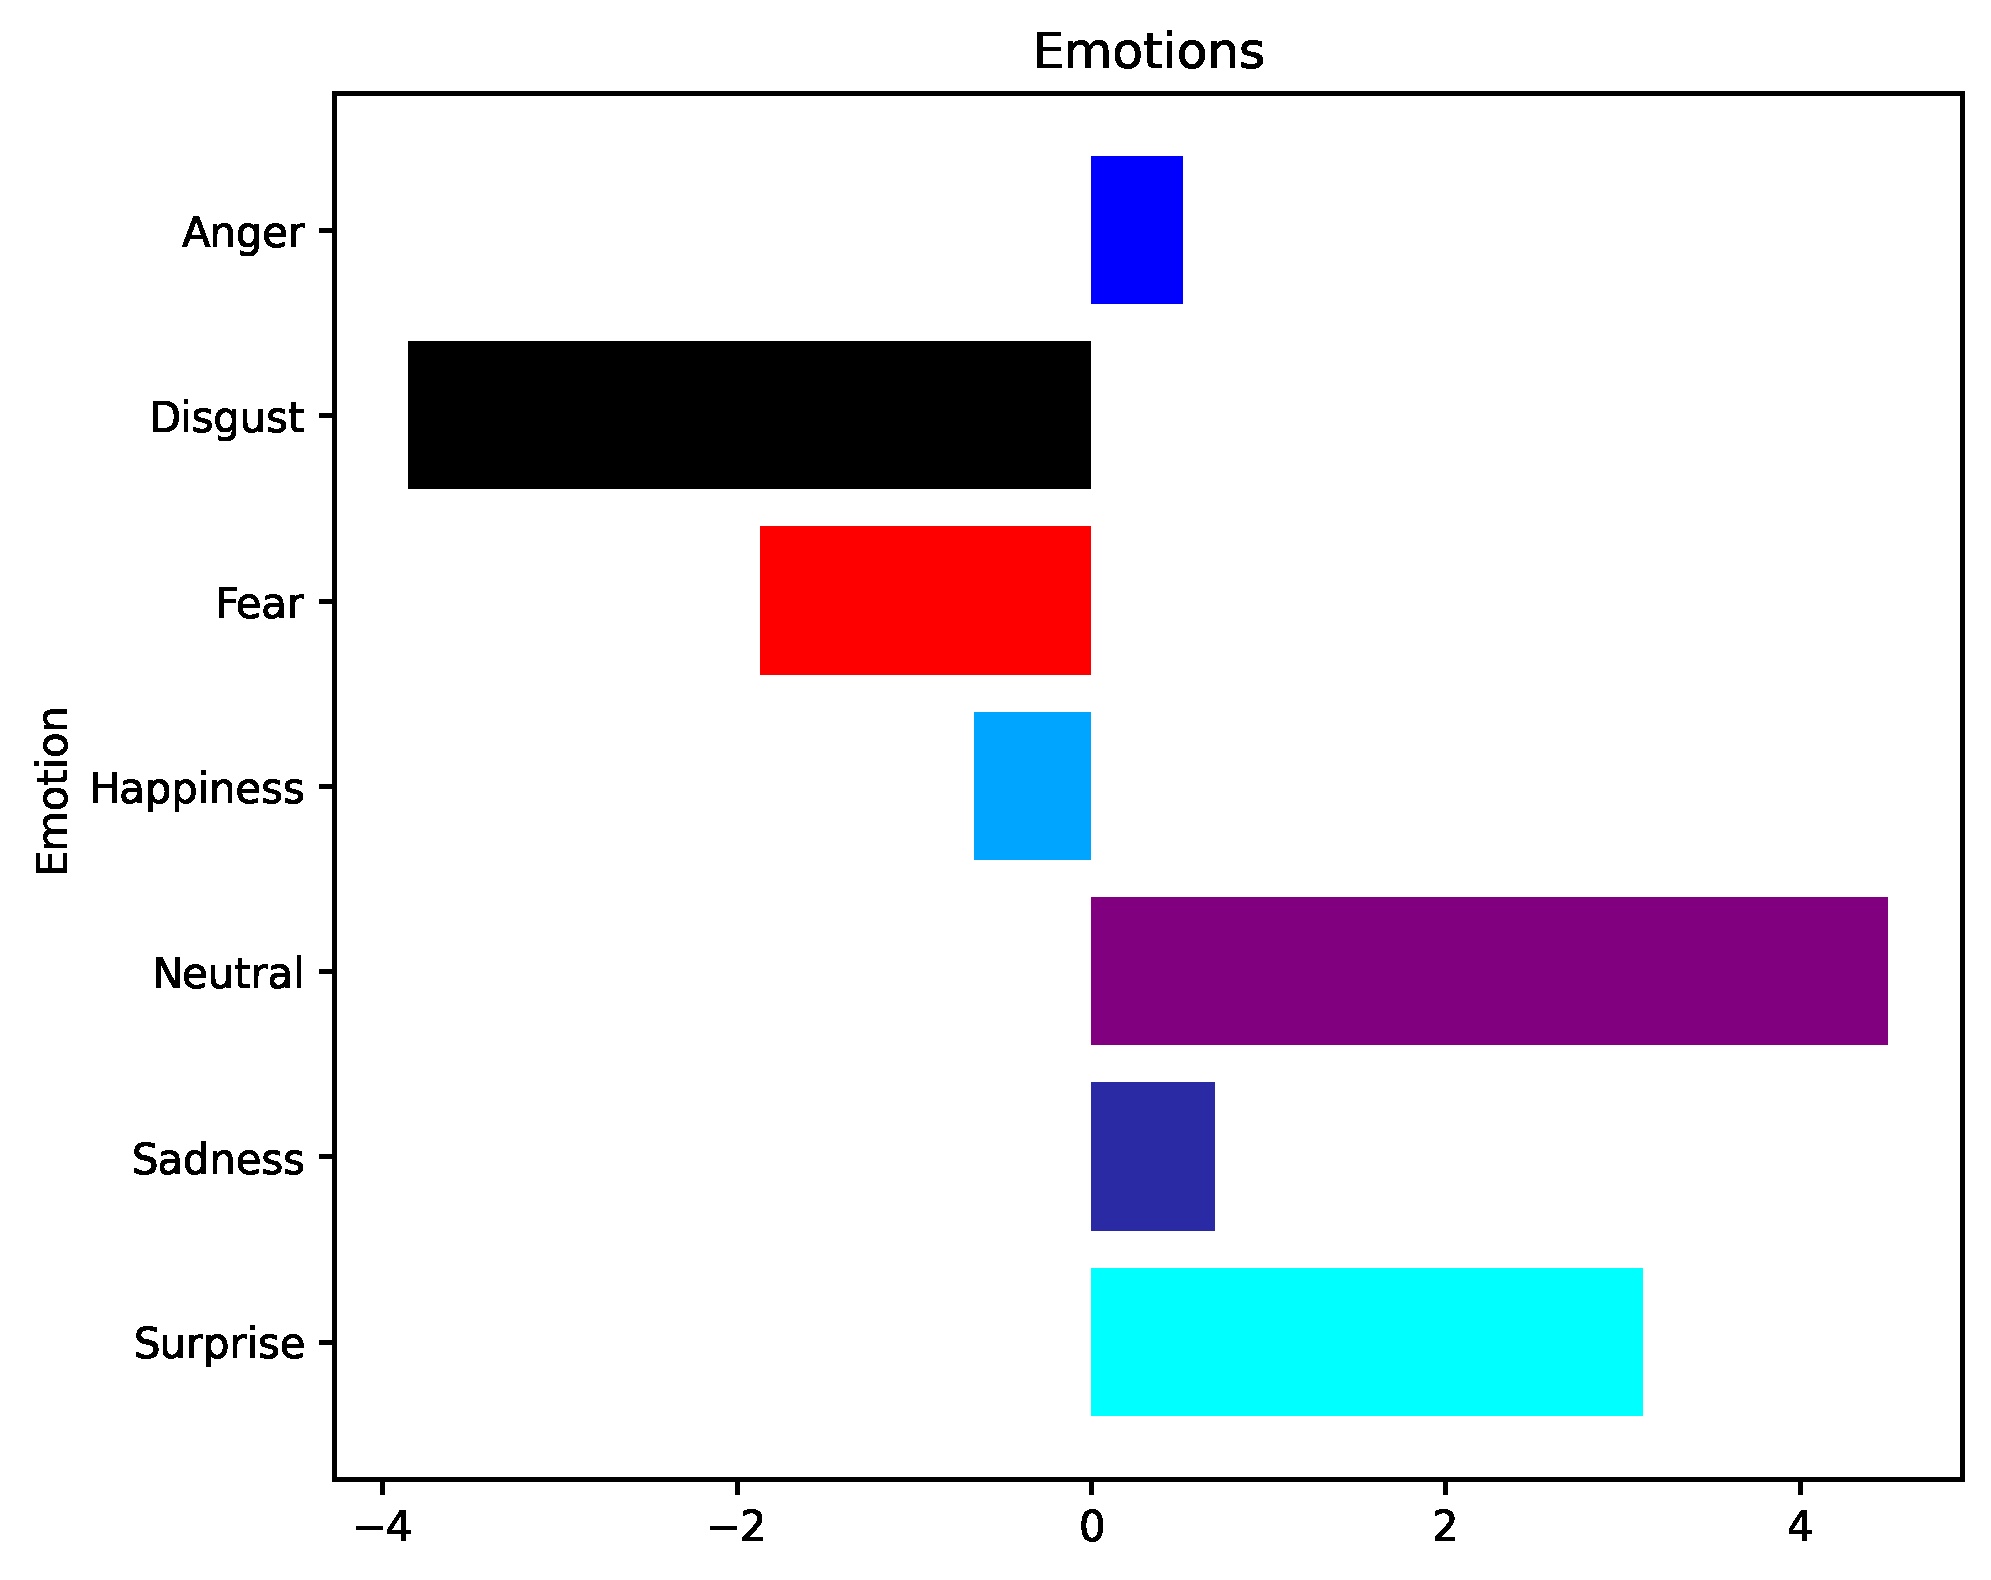 Emotions
Anger
Disgust
Fear
Happiness
Neutral
Sadness
Surprise
Emotion
−4 −2 0 2 4